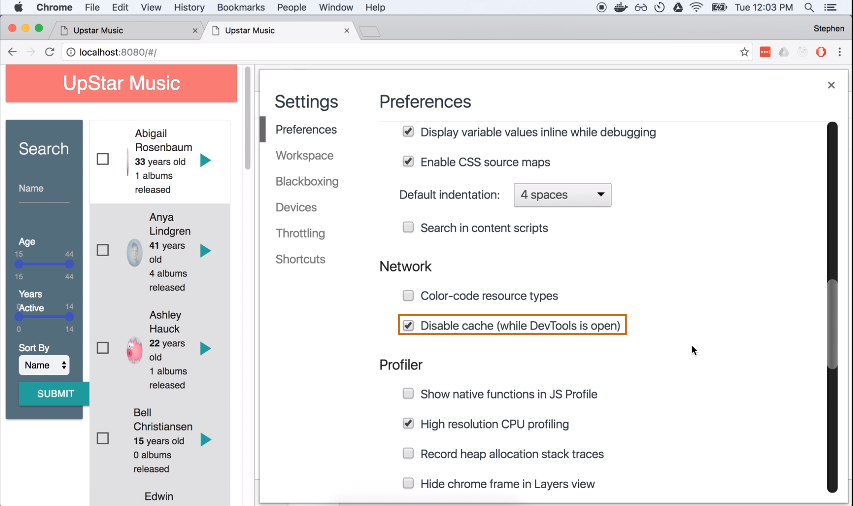 Chrome File Edit View History Bookmarks People Window Help
Tue 12:03 PM
UpStar Music
UpStar Music
Stephen
localhost:8080/#/
UpStar Music
Search
Name
Age
15 44
15 44
Years
Active
0 14
0 14
Sort By
Name
SUBMIT
Abigail
Rosenbaum
33 years old
1 albums
released
Anya
Lindgren
41 years
old
4 albums
released
Ashley
Hauck
22 years
old
1 albums
released
Bell
Christiansen
15 years old
0 albums
released
Edwin
Settings
Preferences
Workspace
Blackboxing
Devices
Throttling
Shortcuts
Preferences
Display variable values inline while debugging
Enable CSS source maps
Default indentation: 4 spaces
Search in content scripts
Network
Color-code resource types
Disable cache (while DevTools is open)
Profiler
Show native functions in JS Profile
High resolution CPU profiling
Record heap allocation stack traces
Hide chrome frame in Layers view